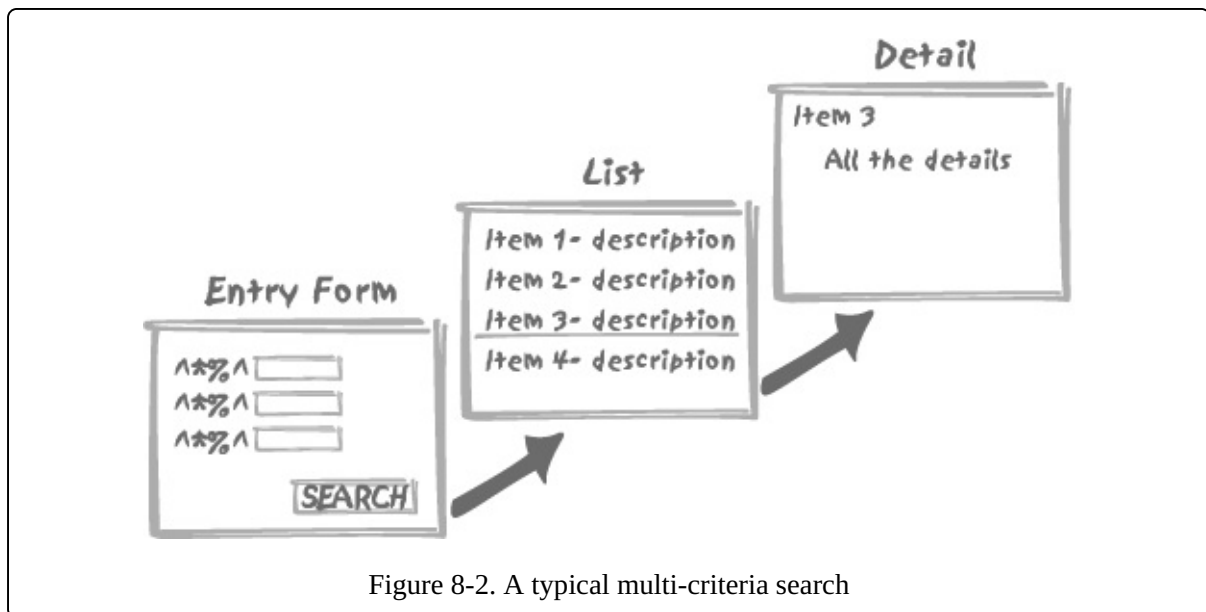 Detail
Item 3
All the details
List
Item 1- description
Item 2- description
Item 3- description
Item 4- description
Entry Form
^*%^
^*%^
^*%^
SEARCH
Figure 8-2. A typical multi-criteria search